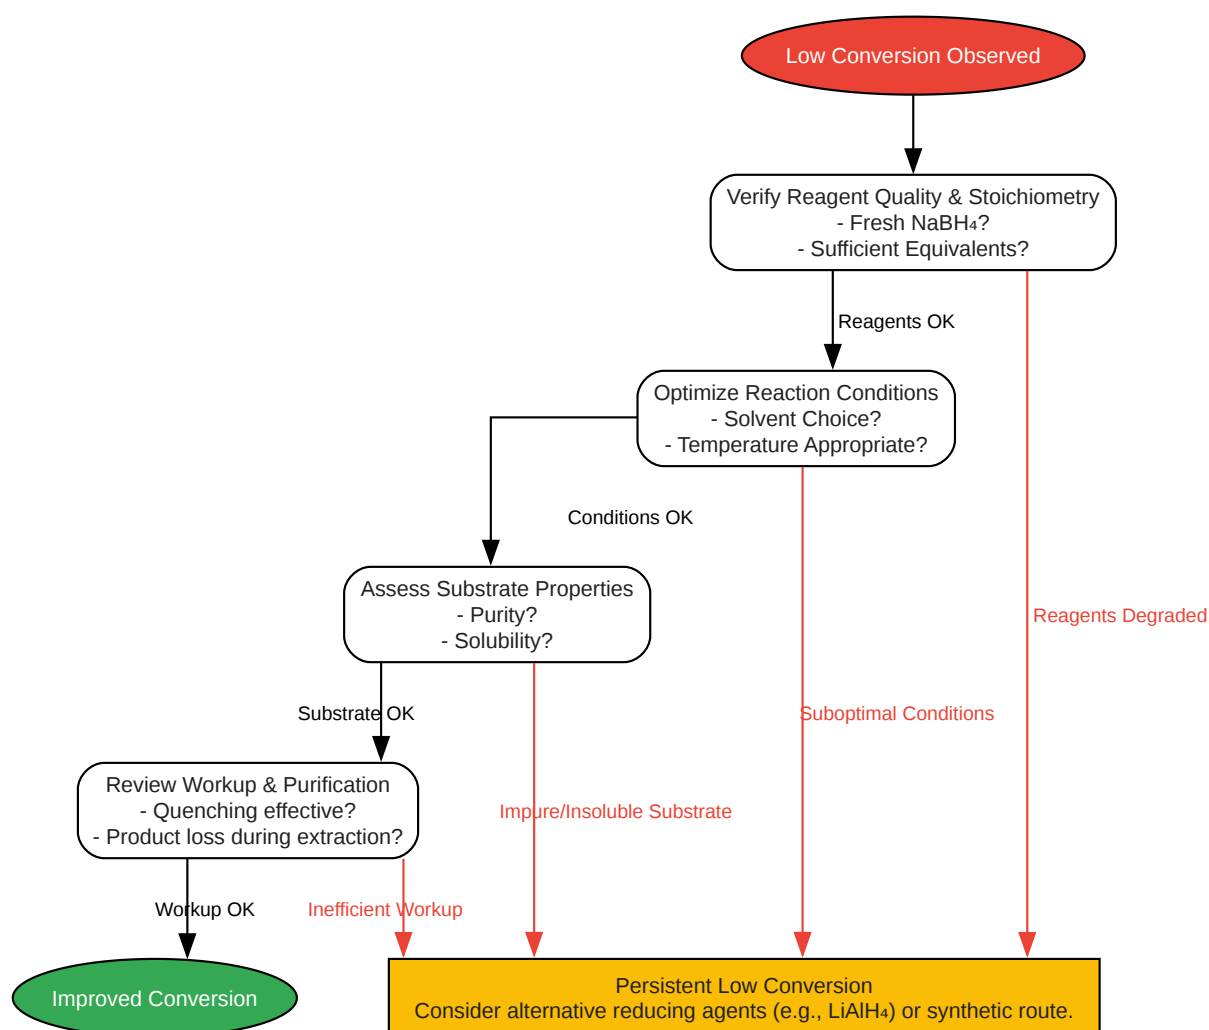 Low Conversion Observed
Verify Reagent Quality & Stoichiometry
- Fresh NaBH₄?
- Sufficient Equivalents?
Reagents OK
Optimize Reaction Conditions
- Solvent Choice?
- Temperature Appropriate?
Conditions OK
Assess Substrate Properties
- Purity?
- Solubility?
Reagents Degraded
Substrate OK
Suboptimal Conditions
Review Workup & Purification
- Quenching effective?
- Product loss during extraction?
Impure/Insoluble Substrate
Workup OK
Inefficient Workup
Improved Conversion
Persistent Low Conversion
Consider alternative reducing agents (e.g., LiAlH₄) or synthetic route.